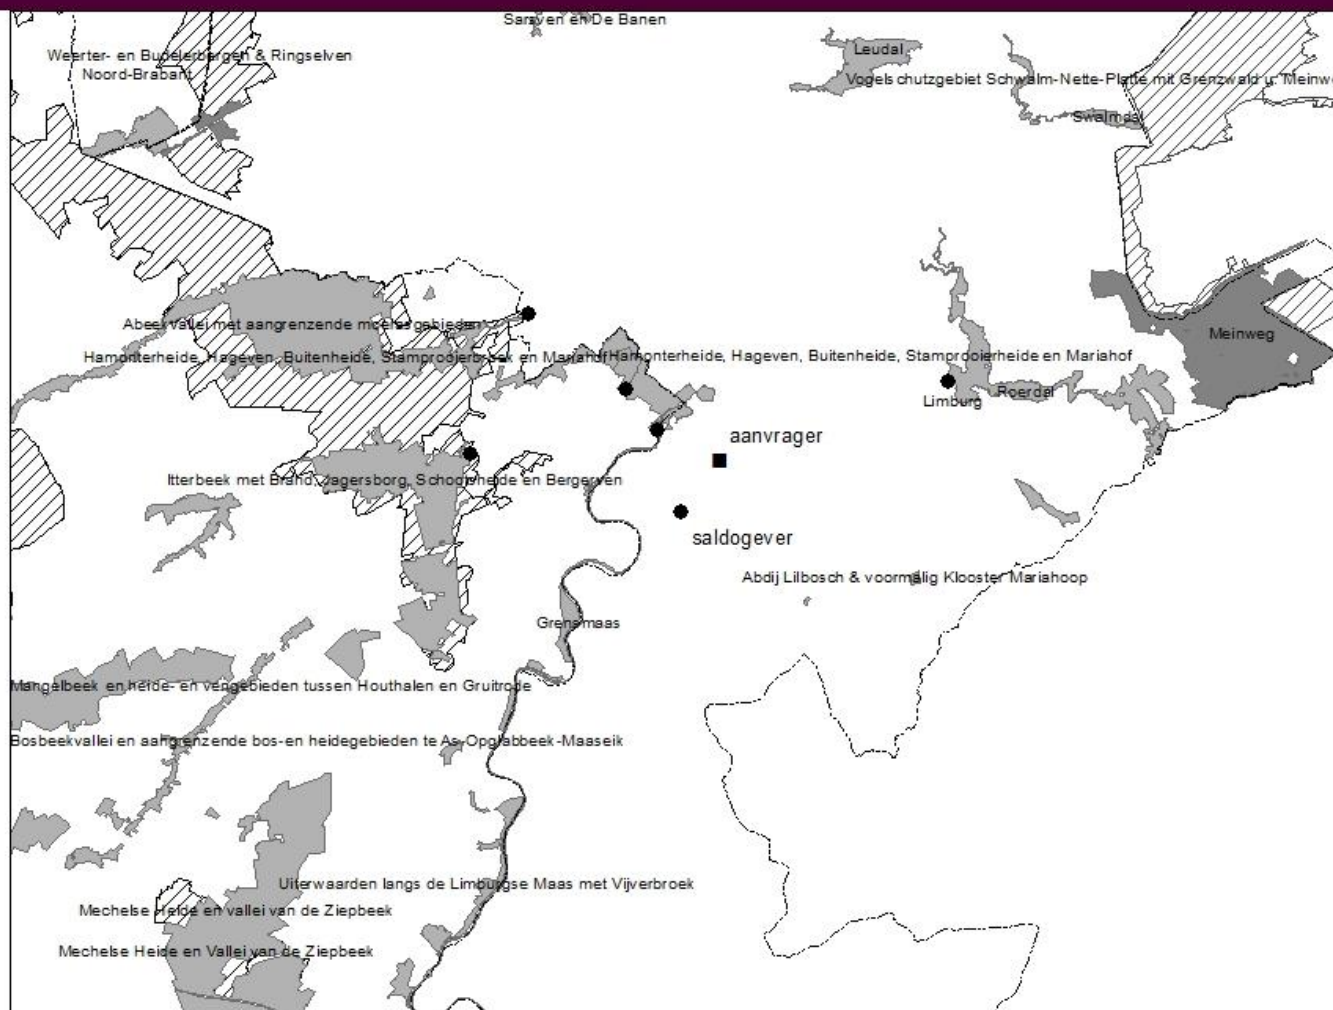 Sarsven en De Banen
Leudal
Weerter- en Budelerbergen & Ringselven
Noord-Brabant
Vogelschutzgebiet Schwalm-Nette-Platte mit Grenzwald u. Meinwe
Swalmdal
Abeekvallei met aangrenzende moerasgebieden
Meinweg
Hamonterheide, Hageven, Buitenheide, Stamprooierbroek en Mariahof
Hamonterheide, Hageven, Buitenheide, Stamprooierheide en Mariahof
Roerdal
Limburg
aanvrager
Itterbeek met Brand, Jagersborg, Schootsheide en Bergerven
saldogever
Abdij Lilbosch & voormalig Klooster Mariahoop
Grensmaas
Mangelbeek en heide- en vengebieden tussen Houthalen en Gruitrode
Bosbeekvallei en aangrenzende bos-en heidegebieden te As-Opglabbeek-Maaseik
Uiterwaarden langs de Limburgse Maas met Vijverbroek
Mechelse Heide en vallei van de Ziepbeek
Mechelse Heide en Vallei van de Ziepbeek